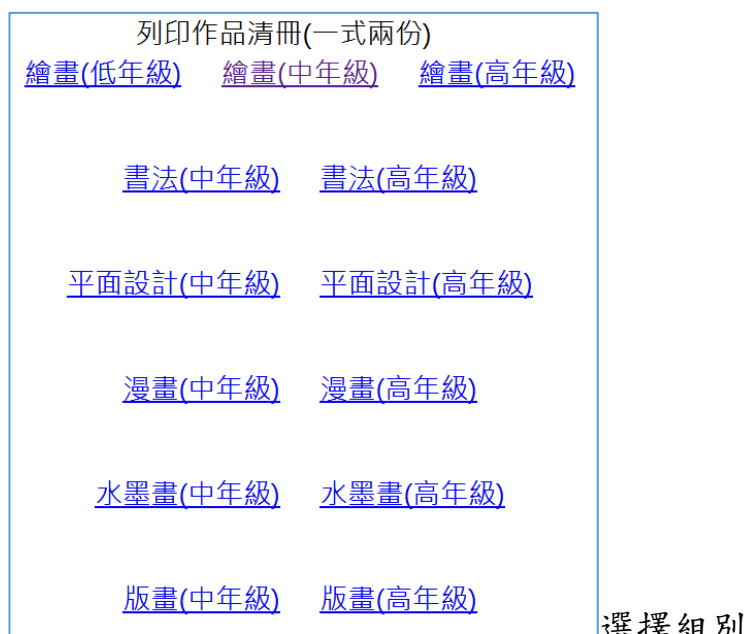 列印作品清冊(一式兩份)
繪畫(低年級) 繪畫(中年級) 繪畫(高年級)
書法(中年級) 書法(高年級)
平面設計(中年級) 平面設計(高年級)
漫畫(中年級) 漫畫(高年級)
水墨畫(中年級) 水墨畫(高年級)
版畫(中年級) 版畫(高年級)
選擇組別